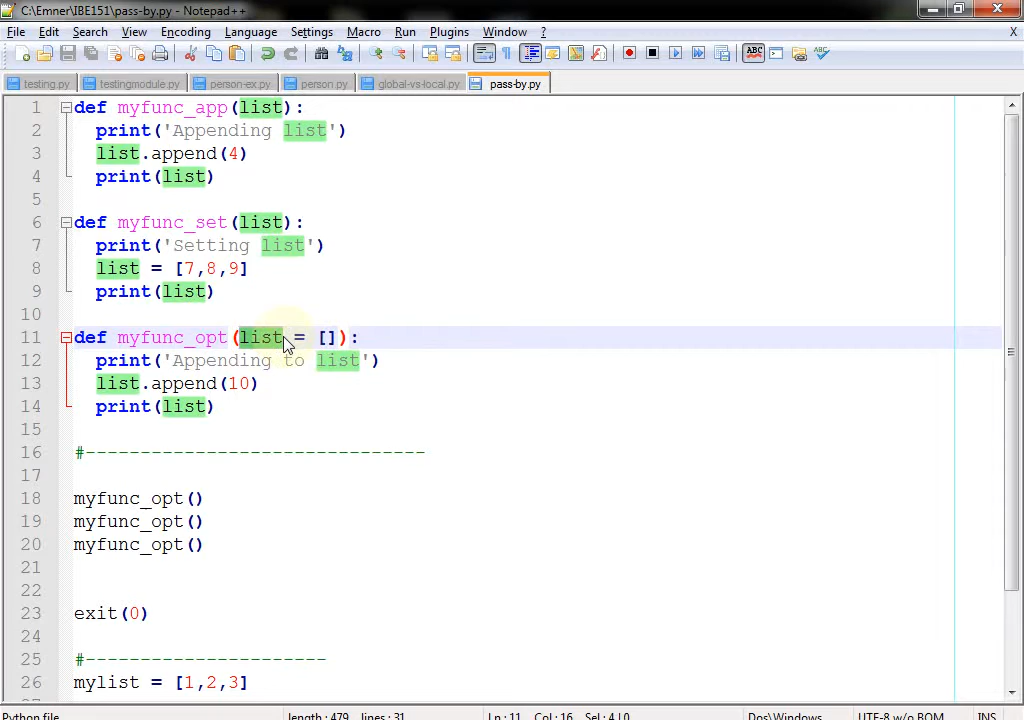 C:\Emner\IBE151\pass-by.py - Notepad++
File Edit Search View Encoding Language Settings Macro Run Plugins Window ? X
testing.py testingmodule.py person-ex.py person.py global-vs-local.py pass-by.py
1 def myfunc_app(list):
2 print('Appending list')
3 list.append(4)
4 print(list)
5
6 def myfunc_set(list):
7 print('Setting list')
8 list = [7,8,9]
9 print(list)
10
11 def myfunc_opt(list = []):
12 print('Appending to list')
13 list.append(10)
14 print(list)
15
16 #-------------------------------
17
18 myfunc_opt()
19 myfunc_opt()
20 myfunc_opt()
21
22
23 exit(0)
24
25 #----------------------
26 mylist = [1,2,3]
Python file length : 479 lines : 31 Ln : 11 Col : 16 Sel : 4 | 0 Dos\Windows UTF-8 w/o BOM INS